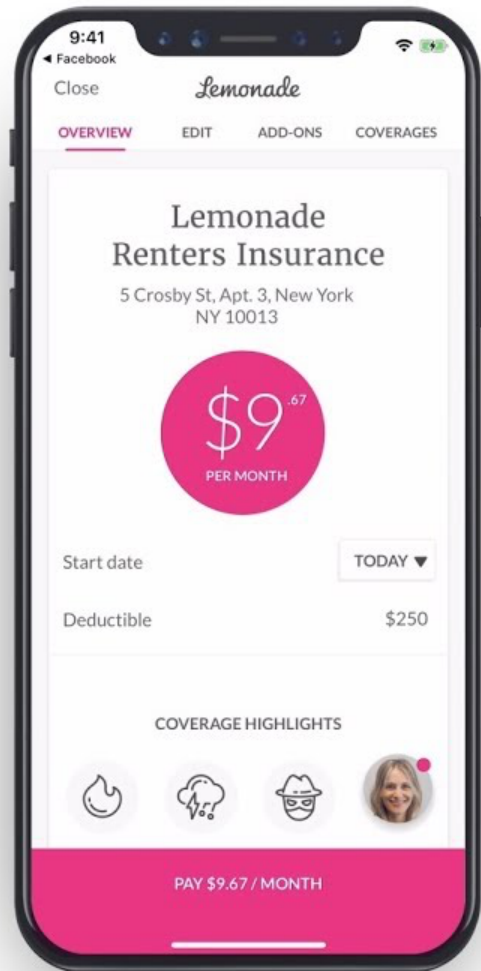 9:41
◀ Facebook
Close
Lemonade
OVERVIEW EDIT ADD-ONS COVERAGES
Lemonade
Renters Insurance
5 Crosby St, Apt. 3, New York
NY 10013
$9.67
PER MONTH
Start date TODAY ▼
Deductible $250
COVERAGE HIGHLIGHTS
PAY $9.67 / MONTH